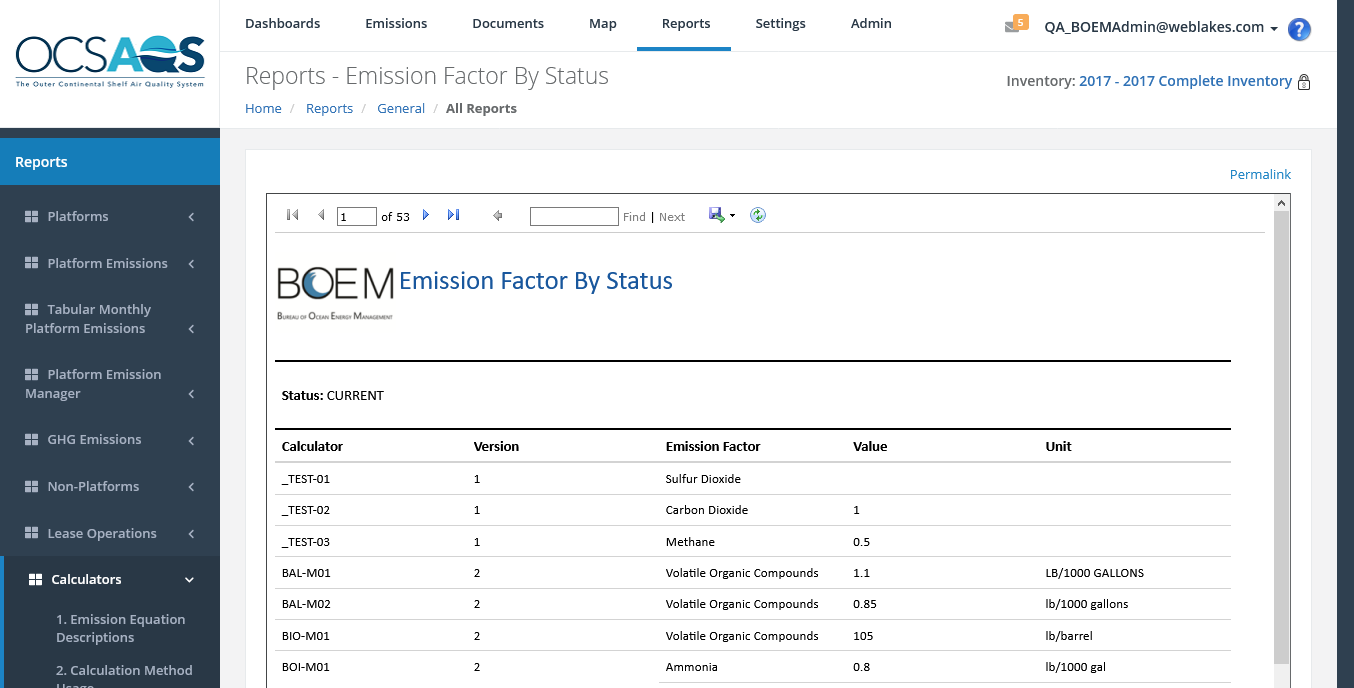 OCSAQS
The Outer Continental Shelf Air Quality System
Dashboards Emissions Documents Map Reports Settings Admin
5 QA_BOEMAdmin@weblakes.com ?
Reports - Emission Factor By Status
Inventory: 2017 - 2017 Complete Inventory
Home / Reports / General / All Reports
Reports
Platforms
Platform Emissions
Tabular Monthly
Platform Emissions
Platform Emission
Manager
GHG Emissions
Non-Platforms
Lease Operations
Calculators
1. Emission Equation
Descriptions
2. Calculation Method
Usage
Permalink
1 of 53 Find | Next
BOEM Emission Factor By Status
BUREAU OF OCEAN ENERGY MANAGEMENT
Status: CURRENT
Calculator Version Emission Factor Value Unit
_TEST-01 1 Sulfur Dioxide
_TEST-02 1 Carbon Dioxide 1
_TEST-03 1 Methane 0.5
BAL-M01 2 Volatile Organic Compounds 1.1 LB/1000 GALLONS
BAL-M02 2 Volatile Organic Compounds 0.85 lb/1000 gallons
BIO-M01 2 Volatile Organic Compounds 105 lb/barrel
BOI-M01 2 Ammonia 0.8 lb/1000 gal